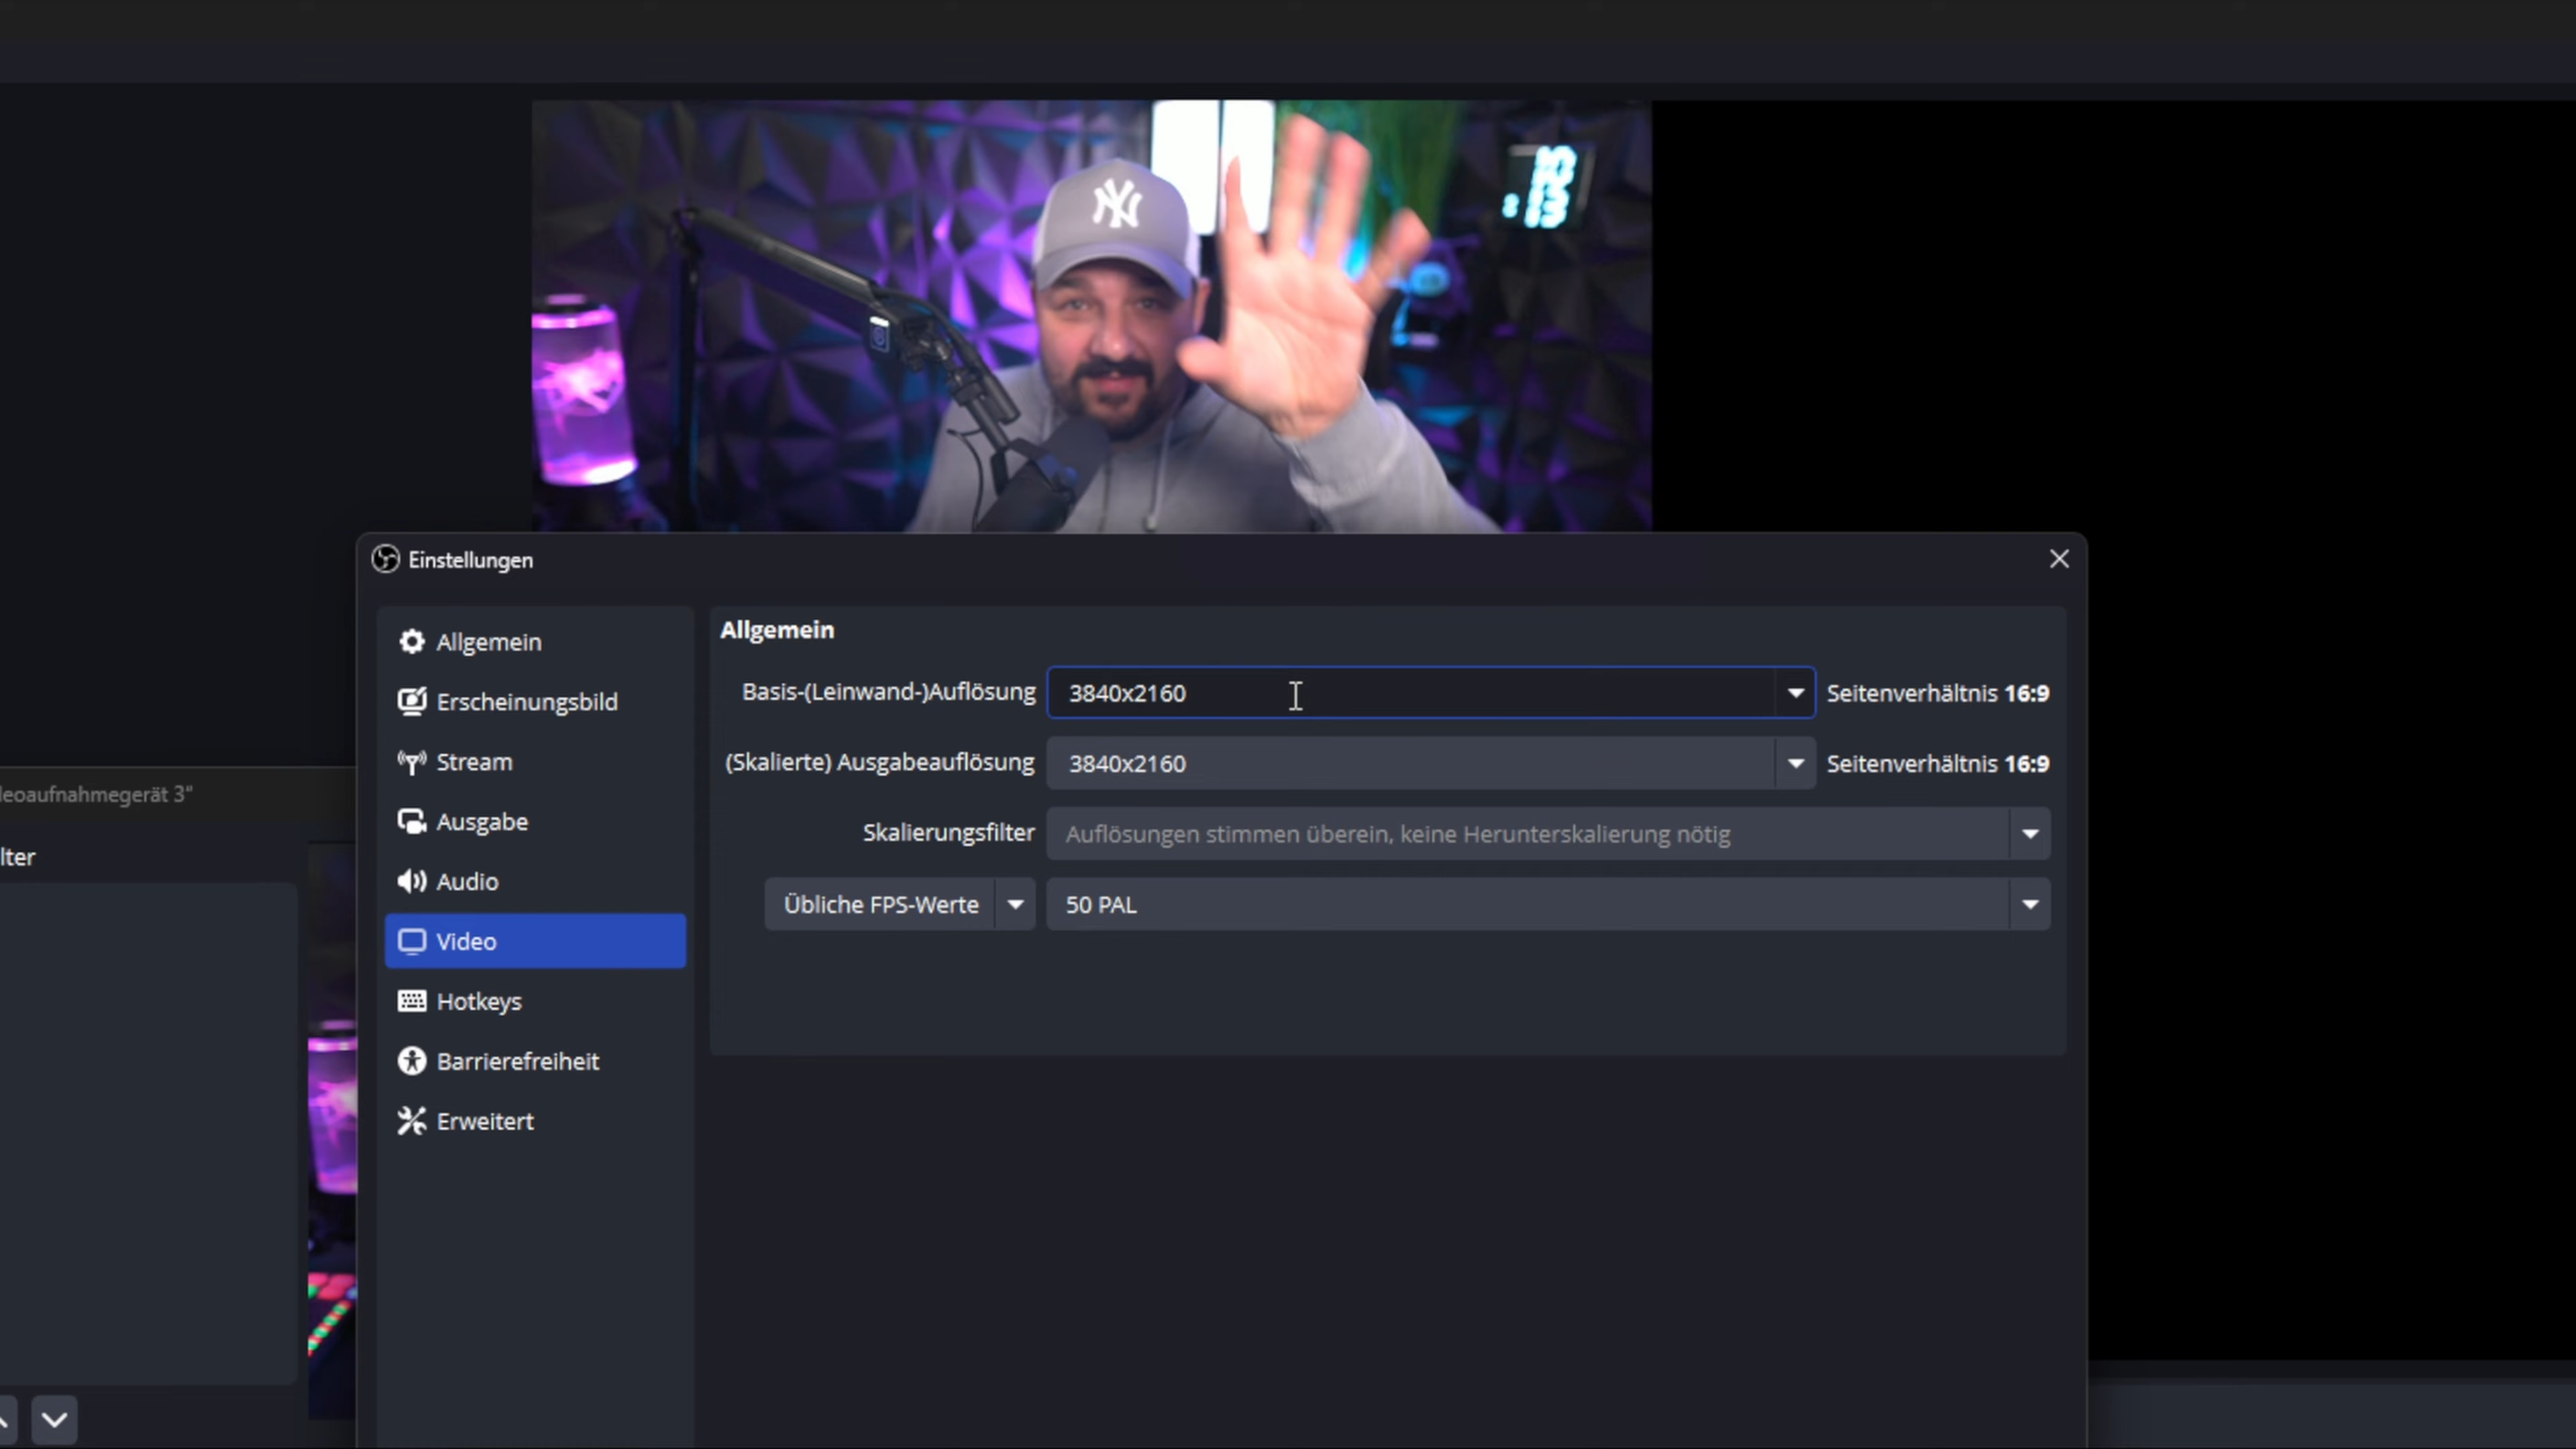 NY
Einstellungen
Allgemein
Erscheinungsbild
Stream
Ausgabe
Audio
Video
Hotkeys
Barrierefreiheit
Erweitert
Allgemein
Basis-(Leinwand-)Auflösung 3840x2160 Seitenverhältnis 16:9
(Skalierte) Ausgabeauflösung 3840x2160 Seitenverhältnis 16:9
Skalierungsfilter Auflösungen stimmen überein, keine Herunterskalierung nötig
Übliche FPS-Werte 50 PAL
deoaufnahmegerät 3"
lter